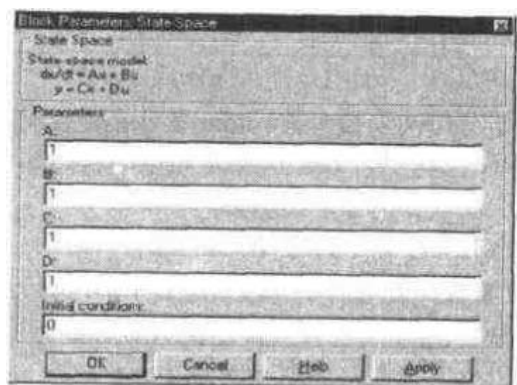 Block Parameters: State-Space
State Space
State-space model:
dx/dt = Ax + Bu
y = Cx + Du
Parameters
A:
1
B:
1
C:
1
D:
1
Initial conditions:
0
OK
Cancel
Help
Apply